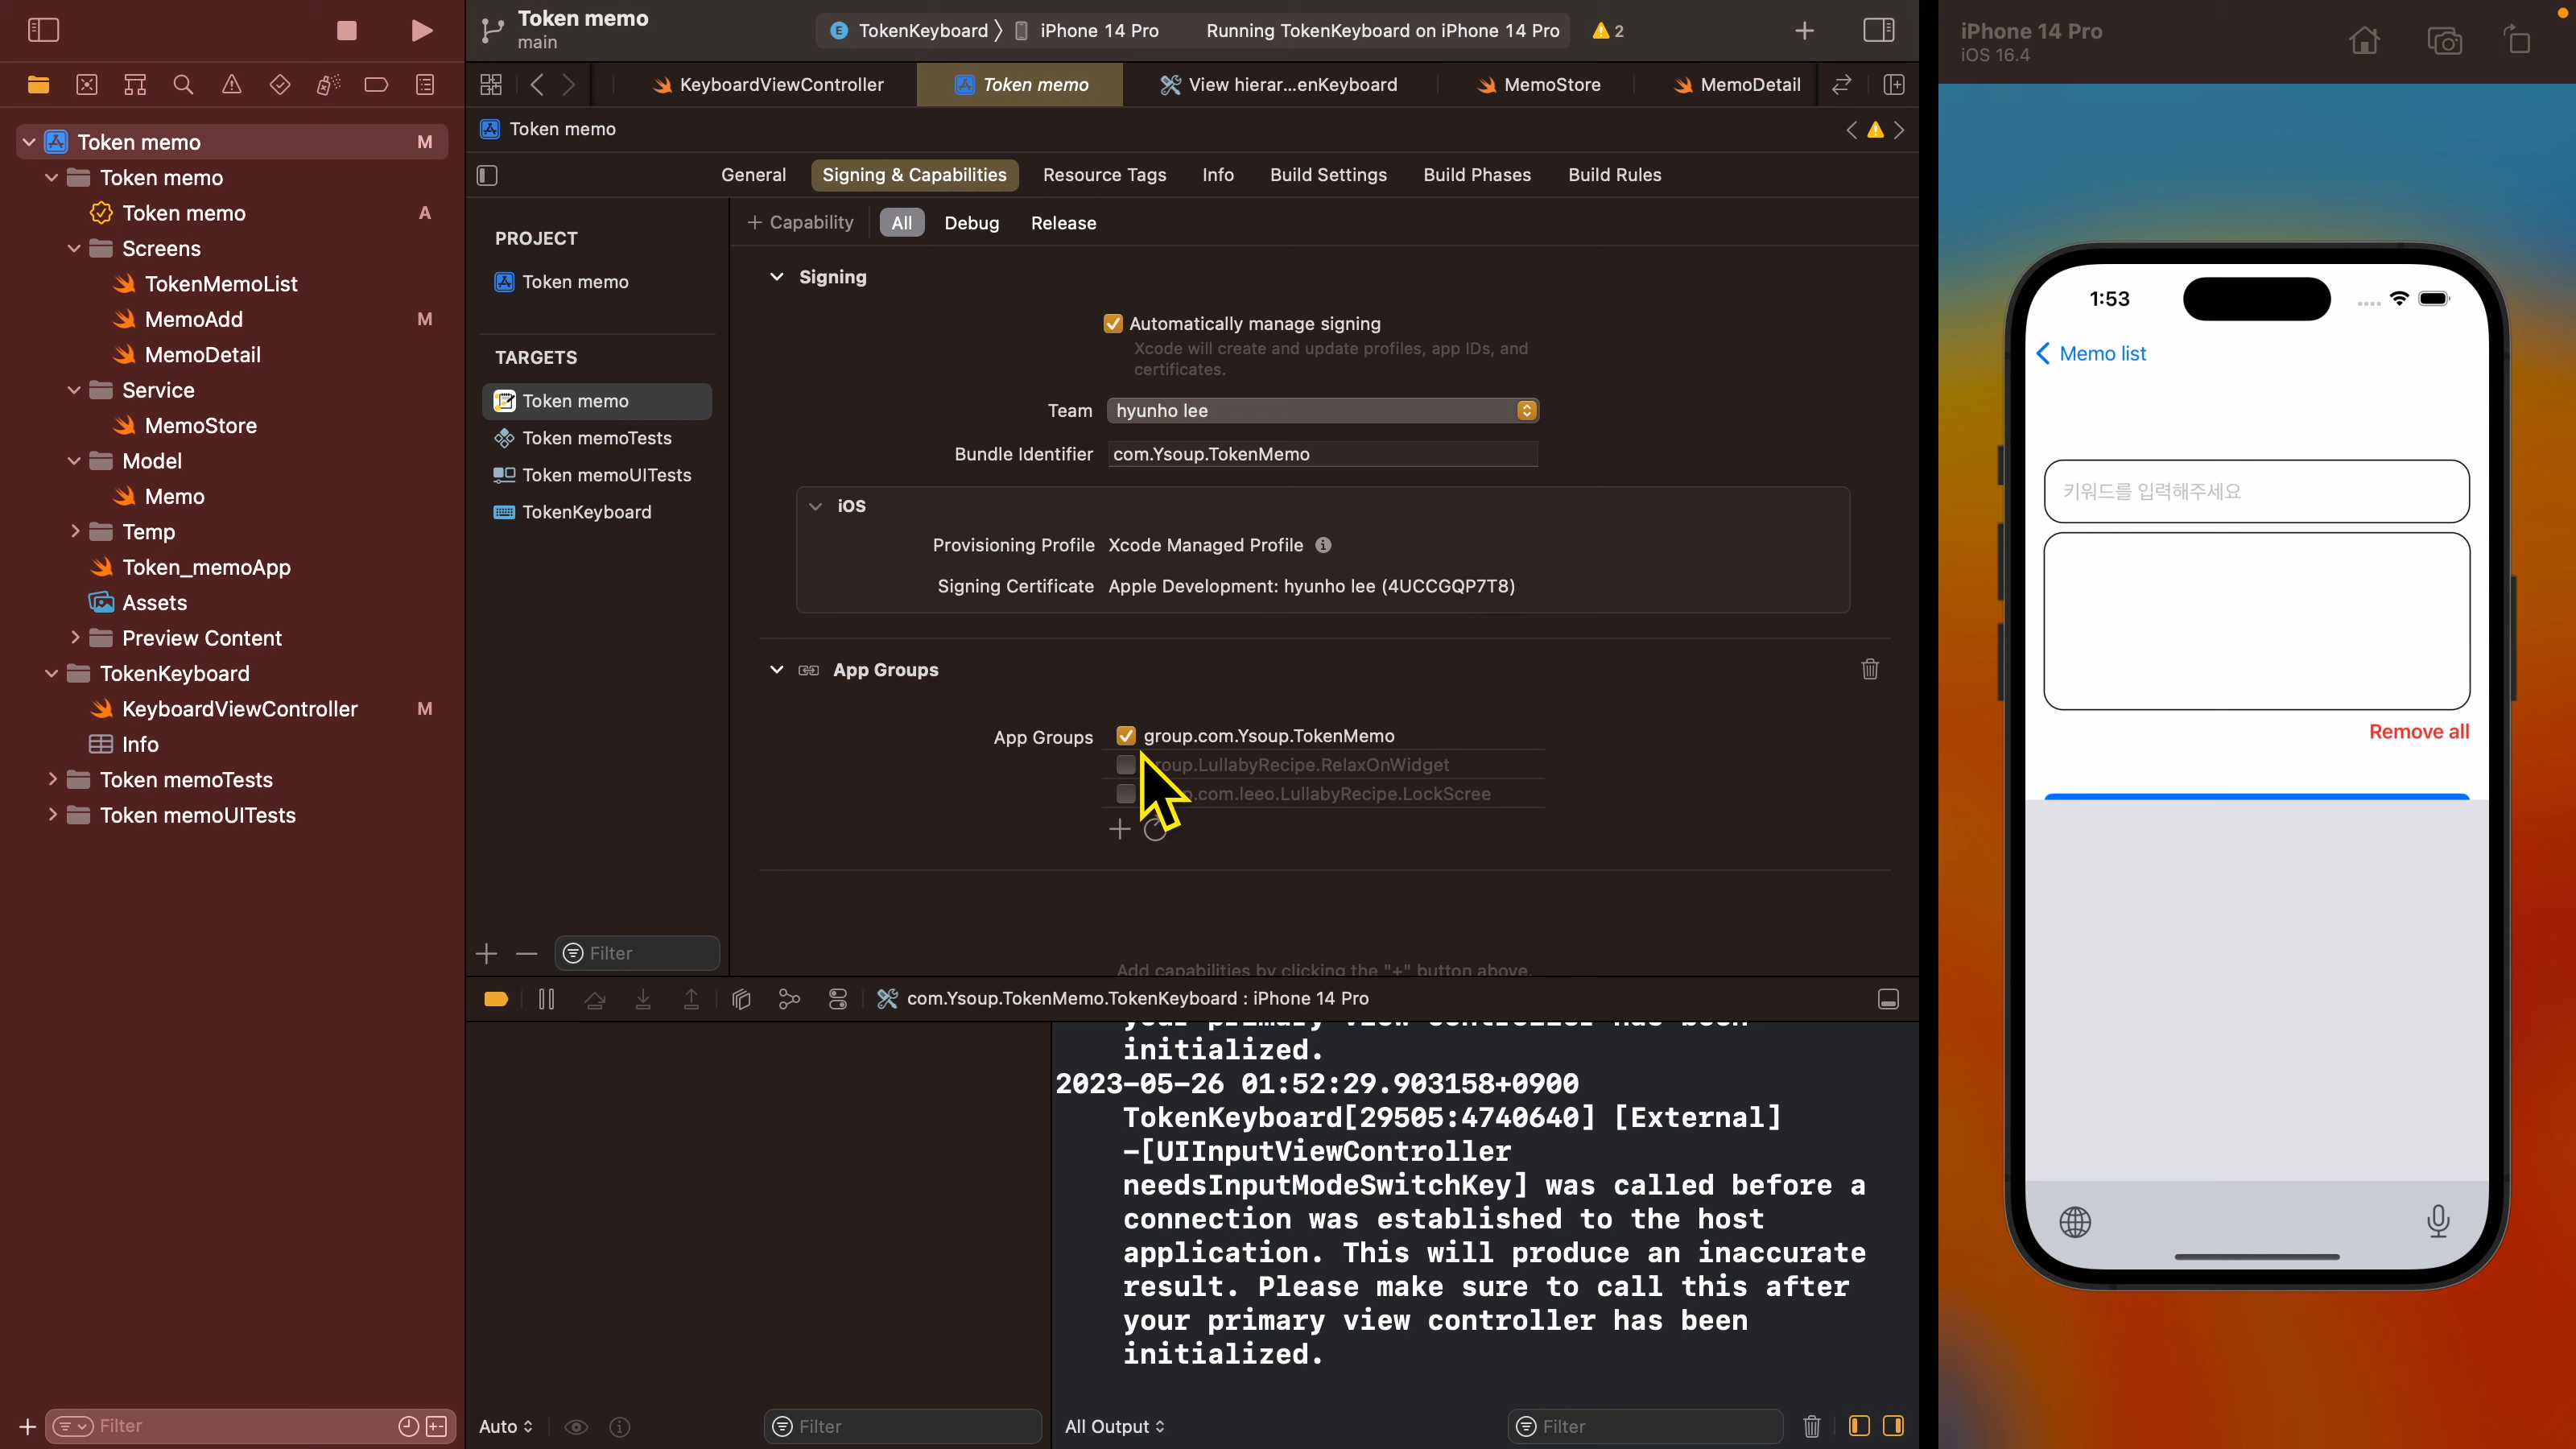 Token memo
main
TokenKeyboard
iPhone 14 Pro
Running TokenKeyboard on iPhone 14 Pro
2
iPhone 14 Pro
iOS 16.4
KeyboardViewController
Token memo
View hierar...enKeyboard
MemoStore
MemoDetail
Token memo
M
Token memo
Token memo
A
Screens
TokenMemoList
MemoAdd
M
MemoDetail
Service
MemoStore
Model
Memo
Temp
Token_memoApp
Assets
Preview Content
TokenKeyboard
KeyboardViewController
M
Info
Token memoTests
Token memoUITests
Filter
Token memo
General
Signing & Capabilities
Resource Tags
Info
Build Settings
Build Phases
Build Rules
PROJECT
Token memo
TARGETS
Token memo
Token memoTests
Token memoUITests
TokenKeyboard
Filter
+ Capability
All
Debug
Release
Signing
Automatically manage signing
Xcode will create and update profiles, app IDs, and
certificates.
Team
hyunho lee
Bundle Identifier
com.Ysoup.TokenMemo
iOS
Provisioning Profile
Xcode Managed Profile
Signing Certificate
Apple Development: hyunho lee (4UCCGQP7T8)
App Groups
App Groups
group.com.Ysoup.TokenMemo
roup.LullabyRecipe.RelaxOnWidget
.com.leeo.LullabyRecipe.LockScree
Add capabilities by clicking the "+" button above.
com.Ysoup.TokenMemo.TokenKeyboard : iPhone 14 Pro
your primary view controller has been
initialized.
2023-05-26 01:52:29.903158+0900
TokenKeyboard[29505:4740640] [External]
-[UIInputViewController
needsInputModeSwitchKey] was called before a
connection was established to the host
application. This will produce an inaccurate
result. Please make sure to call this after
your primary view controller has been
initialized.
Auto
Filter
All Output
Filter
1:53
Memo list
키워드를 입력해주세요
Remove all